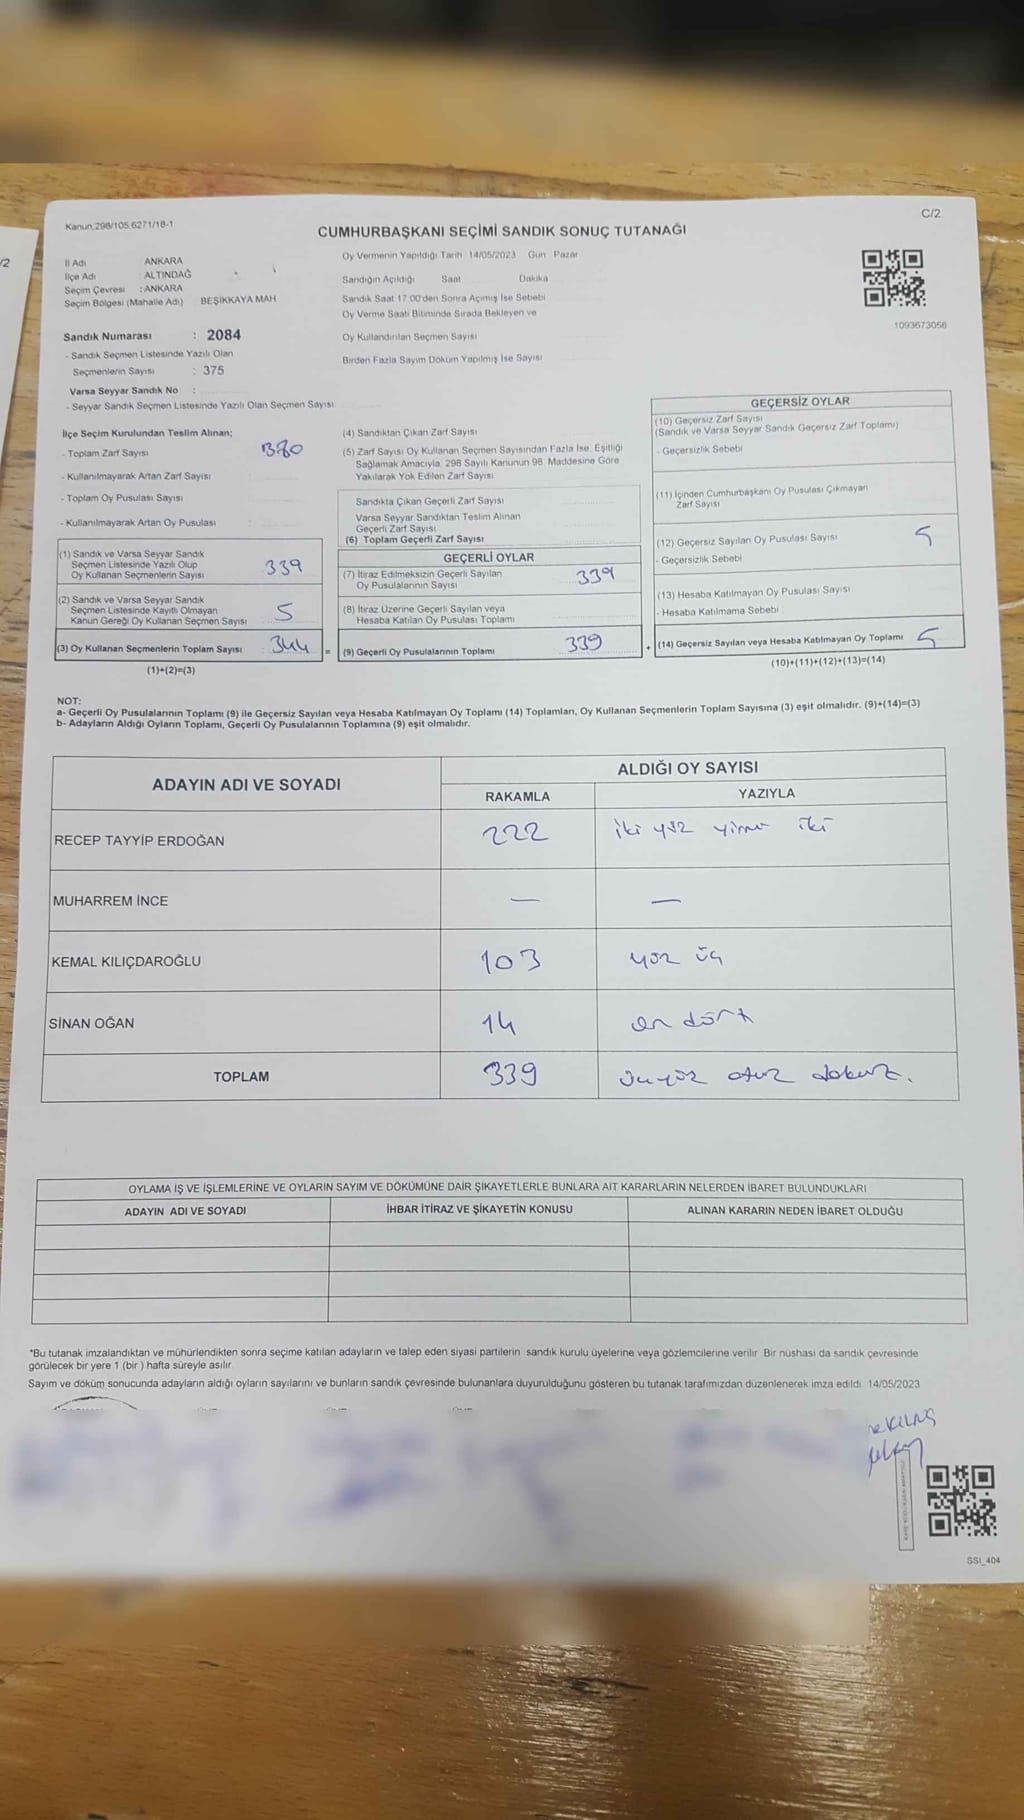 C/2
Kanun:298/105.6271/18-1
CUMHURBAŞKANI SEÇİMİ SANDIK SONUÇ TUTANAĞI
İl Adı ANKARA
İlçe Adı ALTINDAĞ
Seçim Çevresi : ANKARA
Seçim Bölgesi (Mahalle Adı) BEŞİKKAYA MAH
Sandık Numarası : 2084
- Sandık Seçmen Listesinde Yazılı Olan
Seçmenlerin Sayısı : 375
Varsa Seyyar Sandık No :
- Seyyar Sandık Seçmen Listesinde Yazılı Olan Seçmen Sayısı
Oy Vermenin Yapıldığı Tarih 14/05/2023 Gün Pazar
Sandığın Açıldığı Saat Dakika
Sandık Saat 17.00'den Sonra Açımış İse Sebebi
Oy Verme Saati Bitiminde Sırada Bekleyen ve
Oy Kullandırılan Seçmen Sayısı
Birden Fazla Sayım Döküm Yapılmış İse Sayısı
1093673056
İlçe Seçim Kurulundan Teslim Alınan;
- Toplam Zarf Sayısı 380
- Kullanılmayarak Artan Zarf Sayısı
- Toplam Oy Pusulası Sayısı
- Kullanılmayarak Artan Oy Pusulası
(1) Sandık ve Varsa Seyyar Sandık
Seçmen Listesinde Yazılı Olup
Oy Kullanan Seçmenlerin Sayısı 339
(2) Sandık ve Varsa Seyyar Sandık
Seçmen Listesinde Kayıtlı Olmayan
Kanun Gereği Oy Kullanan Seçmen Sayısı 5
(3) Oy Kullanan Seçmenlerin Toplam Sayısı 344 =
(1)+(2)=(3)
(4) Sandıktan Çıkan Zarf Sayısı
(5) Zarf Sayısı Oy Kullanan Seçmen Sayısından Fazla İse, Eşitliği
Sağlamak Amacıyla, 298 Sayılı Kanunun 98. Maddesine Göre
Yakılarak Yok Edilen Zarf Sayısı
Sandıkta Çıkan Geçerli Zarf Sayısı
Varsa Seyyar Sandıktan Teslim Alınan
Geçerli Zarf Sayısı
(6) Toplam Geçerli Zarf Sayısı
GEÇERLİ OYLAR
(7) İtiraz Edilmeksizin Geçerli Sayılan
Oy Pusulalarının Sayısı 339
(8) İtiraz Üzerine Geçerli Sayılan veya
Hesaba Katılan Oy Pusulası Toplamı
(9) Geçerli Oy Pusulalarının Toplamı 339 +
GEÇERSİZ OYLAR
(10) Geçersiz Zarf Sayısı
(Sandık ve Varsa Seyyar Sandık Geçersiz Zarf Toplamı)
- Geçersizlik Sebebi
(11) İçinden Cumhurbaşkanı Oy Pusulası Çıkmayan
Zarf Sayısı
(12) Geçersiz Sayılan Oy Pusulası Sayısı 5
- Geçersizlik Sebebi
(13) Hesaba Katılmayan Oy Pusulası Sayısı
- Hesaba Katılmama Sebebi
(14) Geçersiz Sayılan veya Hesaba Katılmayan Oy Toplamı 5
(10)+(11)+(12)+(13)=(14)
NOT:
a- Geçerli Oy Pusulalarının Toplamı (9) ile Geçersiz Sayılan veya Hesaba Katılmayan Oy Toplamı (14) Toplamları, Oy Kullanan Seçmenlerin Toplam Sayısına (3) eşit olmalıdır. (9)+(14)=(3)
b- Adayların Aldığı Oyların Toplamı, Geçerli Oy Pusulalarının Toplamına (9) eşit olmalıdır.
ADAYIN ADI VE SOYADI ALDIĞI OY SAYISI
RAKAMLA YAZIYLA
RECEP TAYYİP ERDOĞAN 222 iki yüz yirmi iki
MUHARREM İNCE — —
KEMAL KILIÇDAROĞLU 103 yüz üç
SİNAN OĞAN 14 on dört
TOPLAM 339 üçyüz otuz dokuz.
OYLAMA İŞ VE İŞLEMLERİNE VE OYLARIN SAYIM VE DÖKÜMÜNE DAİR ŞİKAYETLERLE BUNLARA AİT KARARLARIN NELERDEN İBARET BULUNDUKLARI
ADAYIN ADI VE SOYADI İHBAR İTİRAZ VE ŞİKAYETİN KONUSU ALINAN KARARIN NEDEN İBARET OLDUĞU
*Bu tutanak imzalandıktan ve mühürlendikten sonra seçime katılan adayların ve talep eden siyasi partilerin sandık kurulu üyelerine veya gözlemcilerine verilir. Bir nüshası da sandık çevresinde
görülecek bir yere 1 (bir) hafta süreyle asılır.
Sayım ve döküm sonucunda adayların aldığı oyların sayılarını ve bunların sandık çevresinde bulunanlara duyurulduğunu gösteren bu tutanak tarafımızdan düzenlenerek imza edildi. 14/05/2023
SSI_404